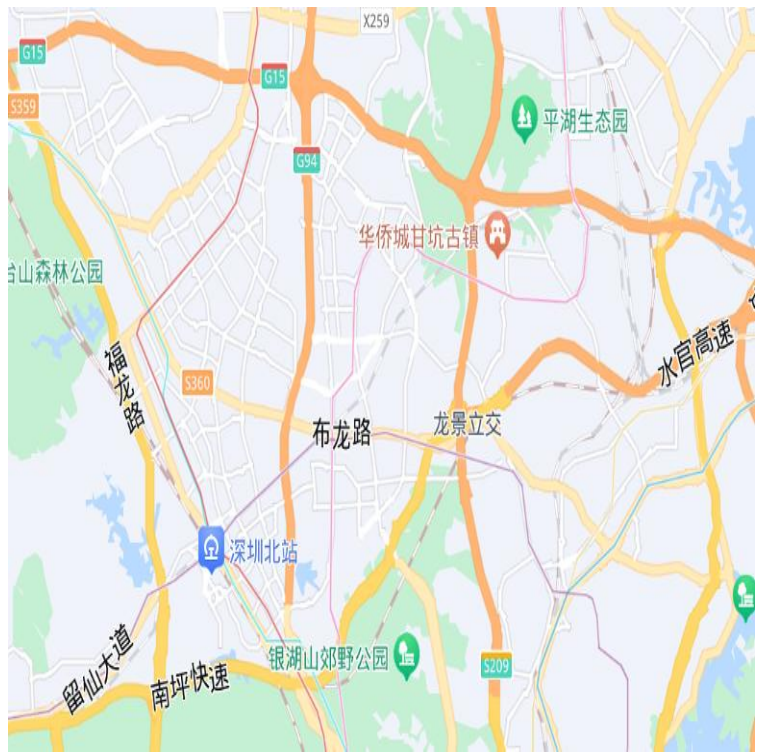 X259
G15
G15
S359
平湖生态园
G94
华侨城甘坑古镇
台山森林公园
水官高速
福龙路
S360
布龙路
龙景立交
深圳北站
留仙大道
银湖山郊野公园
S209
南坪快速